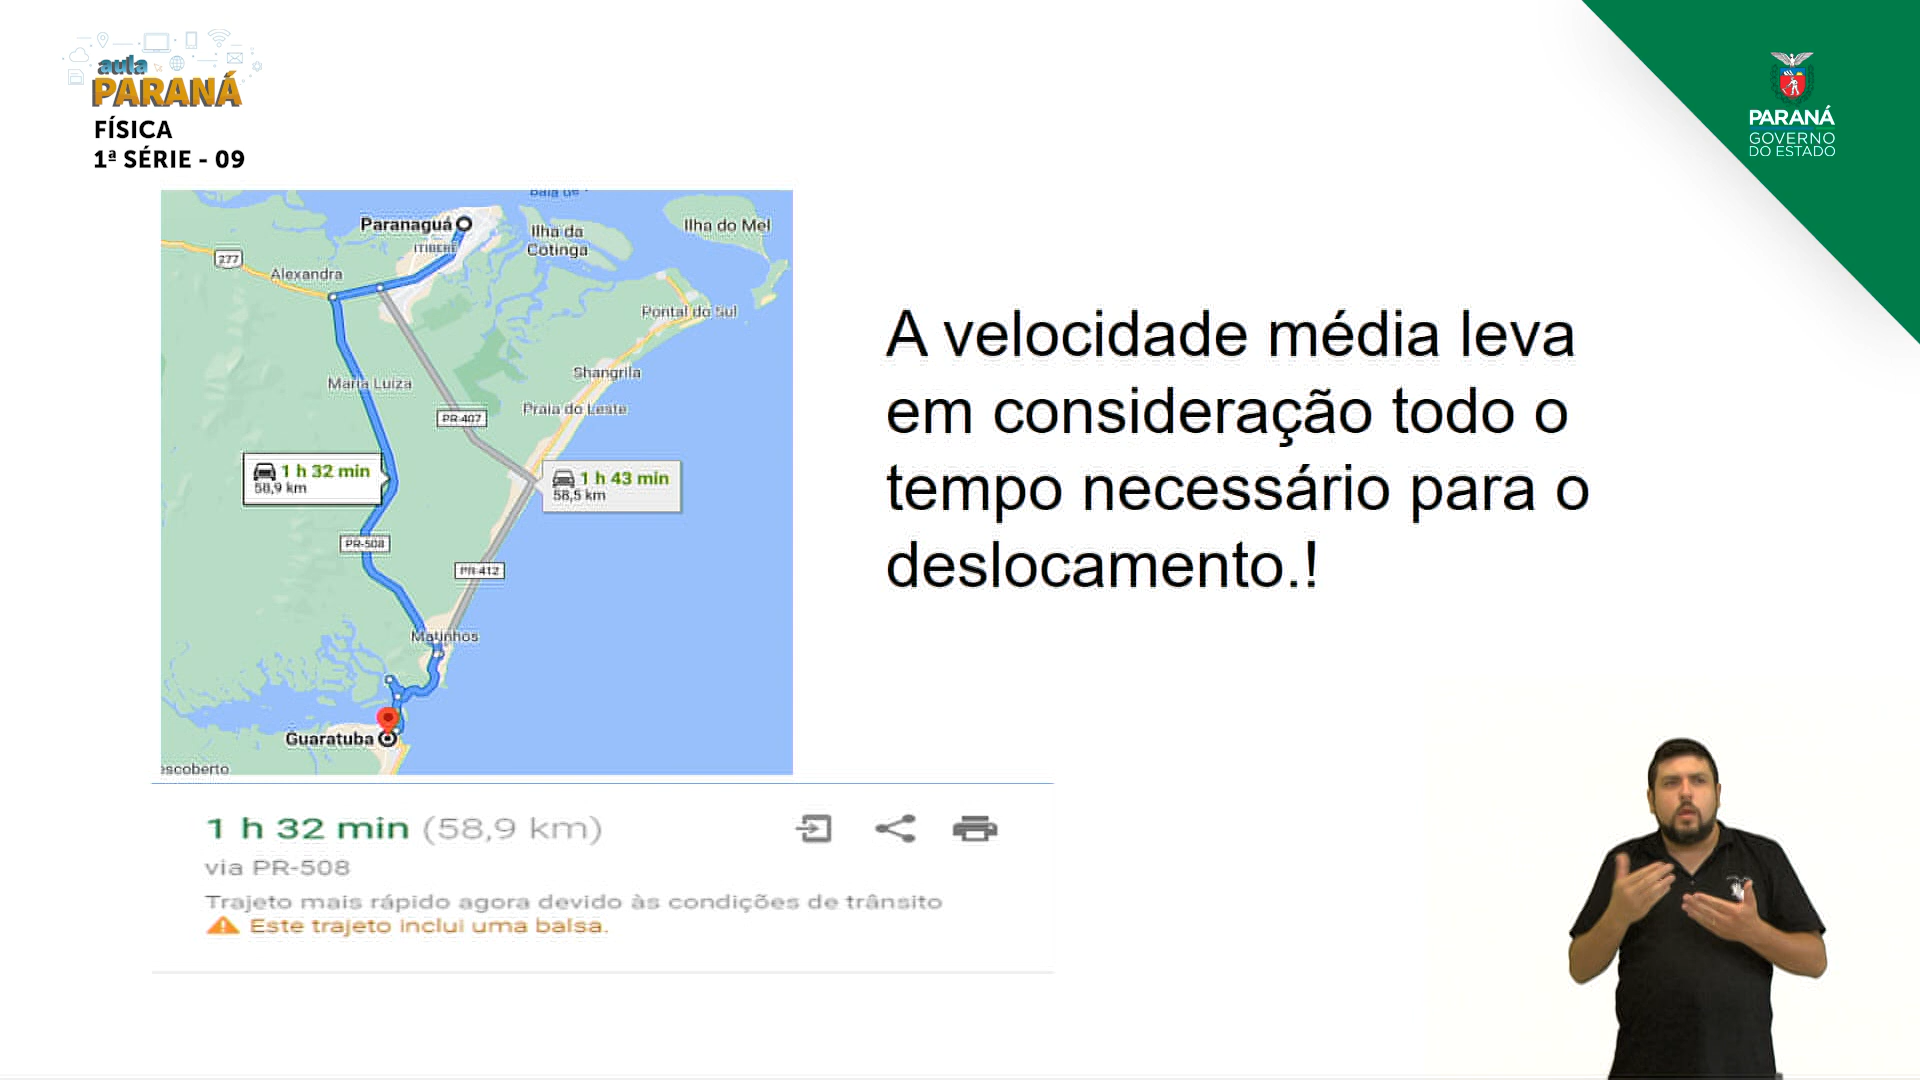 aula
PARANÁ
FÍSICA
1ª SÉRIE - 09
PARANÁ
GOVERNO
DO ESTADO
Paranaguá
Ilha da
Cotinga
Ilha do Mel
ITIBERÊ
277
Alexandra
Pontal do Sul
Maria Luiza
Shangrila
Praia do Leste
PR-407
1 h 32 min
58,9 km
1 h 43 min
58,5 km
PR-508
PR-412
Matinhos
Guaratuba
escoberto
A velocidade média leva
em consideração todo o
tempo necessário para o
deslocamento.!
1 h 32 min (58,9 km)
via PR-508
Trajeto mais rápido agora devido às condições de trânsito
Este trajeto inclui uma balsa.